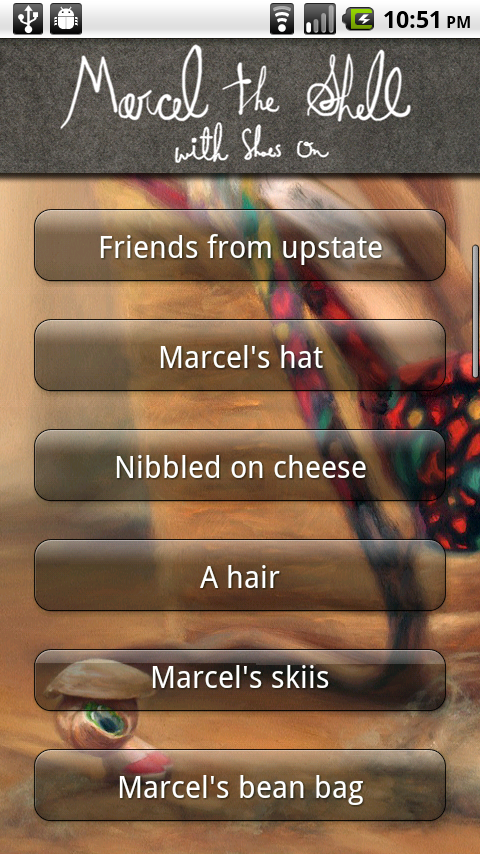 10:51 PM
Marcel the Shell
with Shoes On
Friends from upstate
Marcel's hat
Nibbled on cheese
A hair
Marcel's skiis
Marcel's bean bag